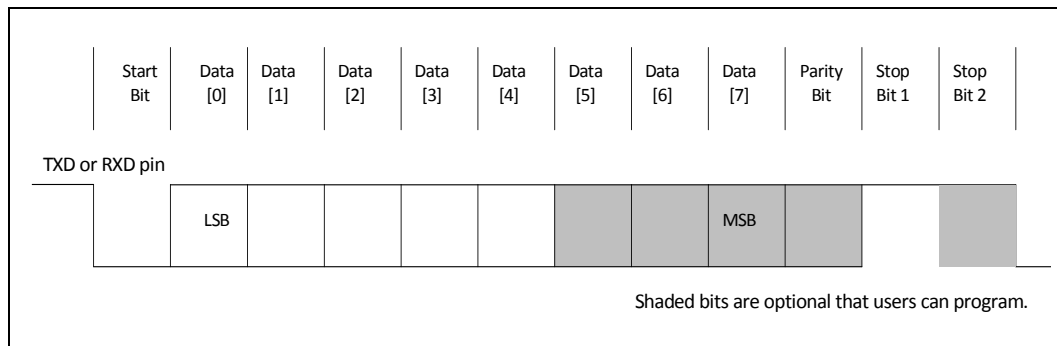 Start Data Data Data Data Data Data Data Data Parity Stop Stop
Bit [0] [1] [2] [3] [4] [5] [6] [7] Bit Bit 1 Bit 2
TXD or RXD pin
LSB MSB
Shaded bits are optional that users can program.